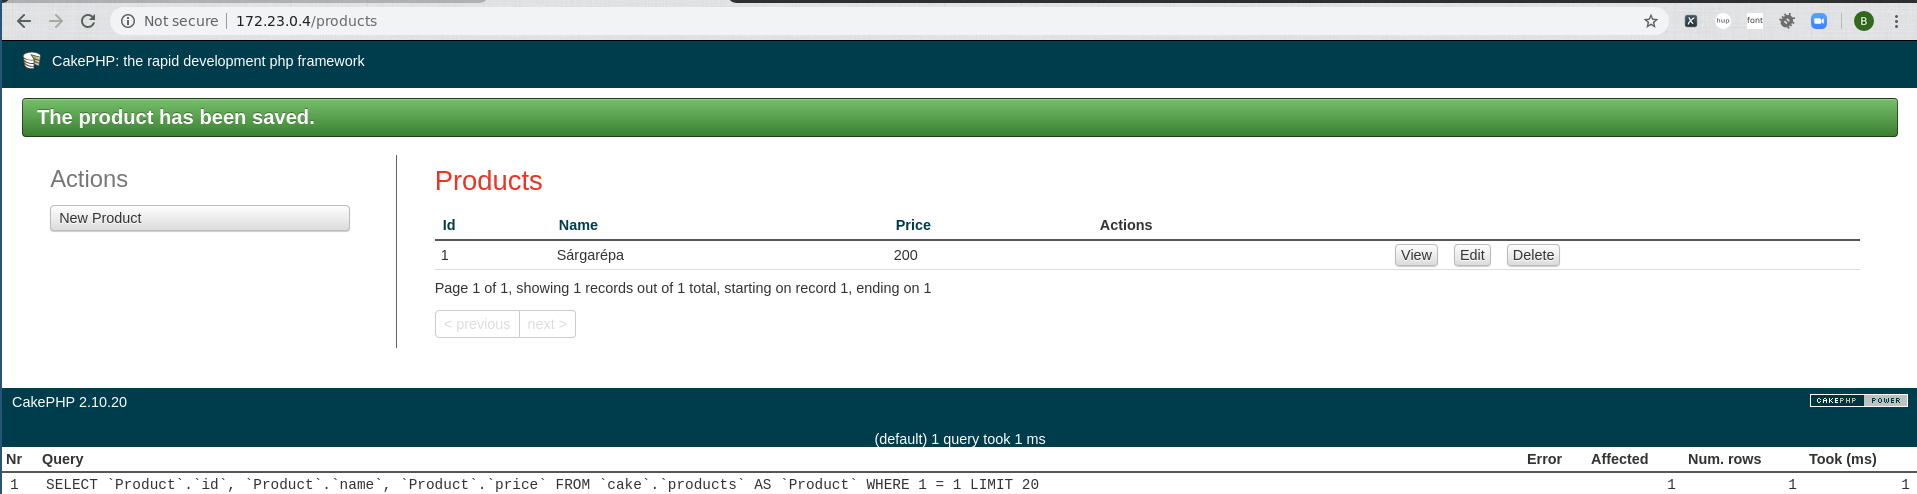 Not secure 172.23.0.4/products
hup
font
B
CakePHP: the rapid development php framework
The product has been saved.
Actions
New Product
Products
Id Name Price Actions
1 Sárgarépa 200 View Edit Delete
Page 1 of 1, showing 1 records out of 1 total, starting on record 1, ending on 1
< previous next >
CakePHP 2.10.20
CAKEPHP POWER
(default) 1 query took 1 ms
Nr Query Error Affected Num. rows Took (ms)
1 SELECT `Product`.`id`, `Product`.`name`, `Product`.`price` FROM `cake`.`products` AS `Product` WHERE 1 = 1 LIMIT 20 1 1 1